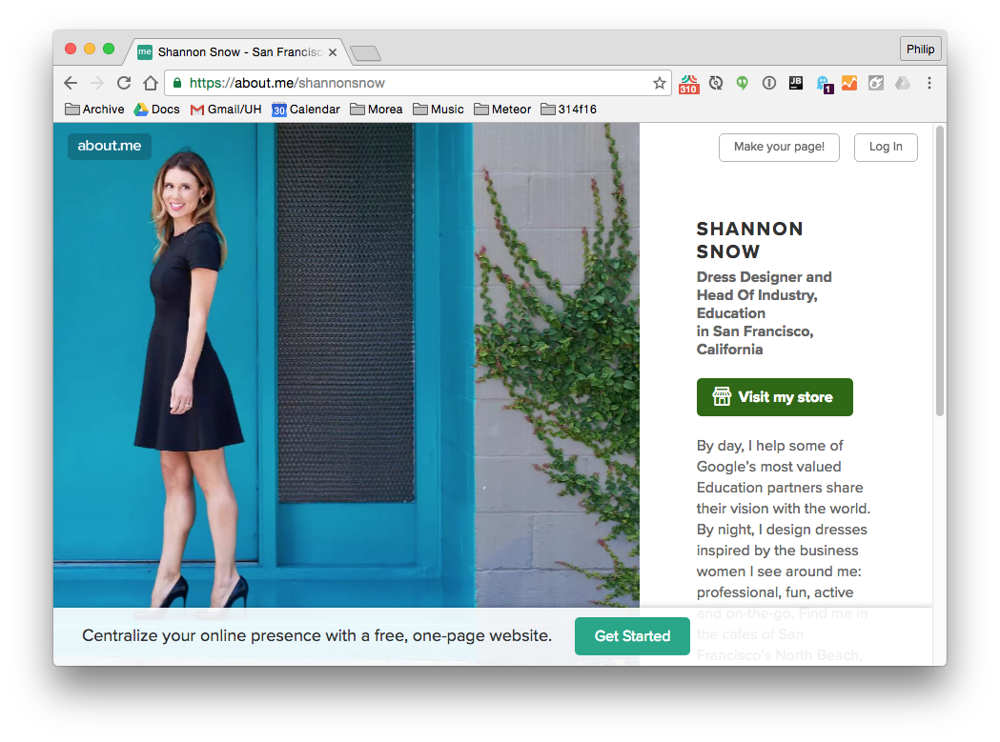 me Shannon Snow - San Francisc
Philip
https://about.me/shannonsnow
310
JB
1
Archive Docs Gmail/UH 30 Calendar Morea Music Meteor 314f16
about.me
Make your page! Log In
SHANNON
SNOW
Dress Designer and
Head Of Industry,
Education
in San Francisco,
California
Visit my store
By day, I help some of
Google's most valued
Education partners share
their vision with the world.
By night, I design dresses
inspired by the business
women I see around me:
professional, fun, active
and on-the-go. Find me in
the cafes of San
Francisco's North Beach,
Centralize your online presence with a free, one-page website. Get Started